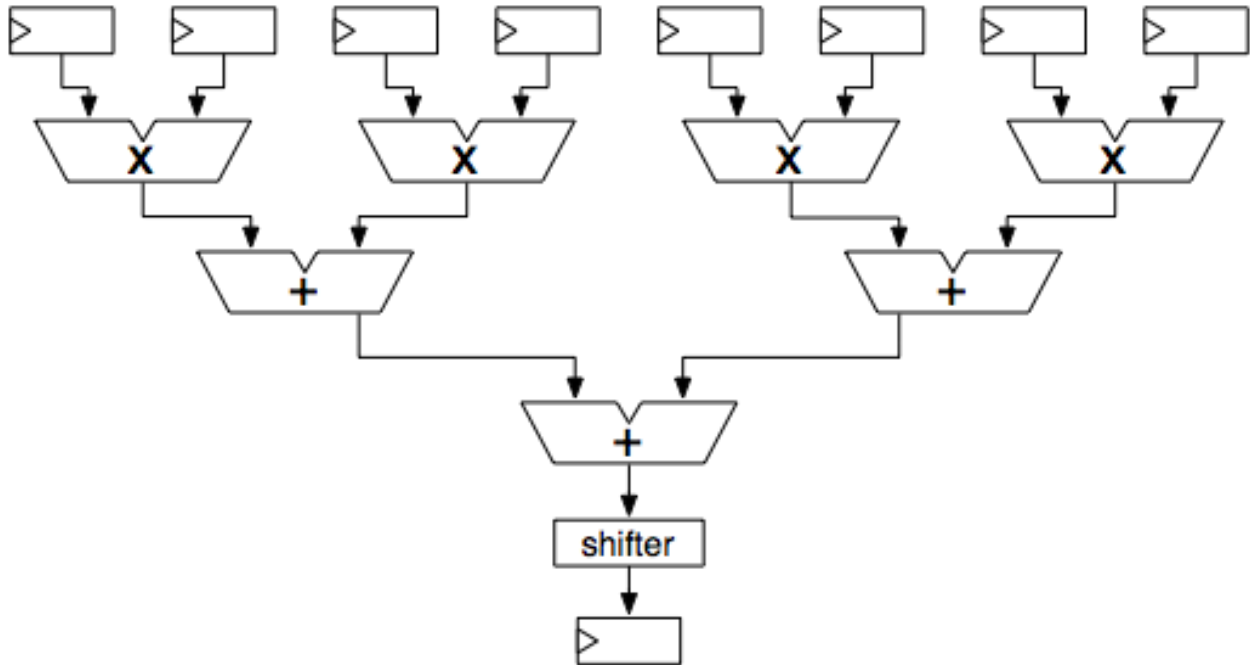 X X X X
+ +
+
shifter